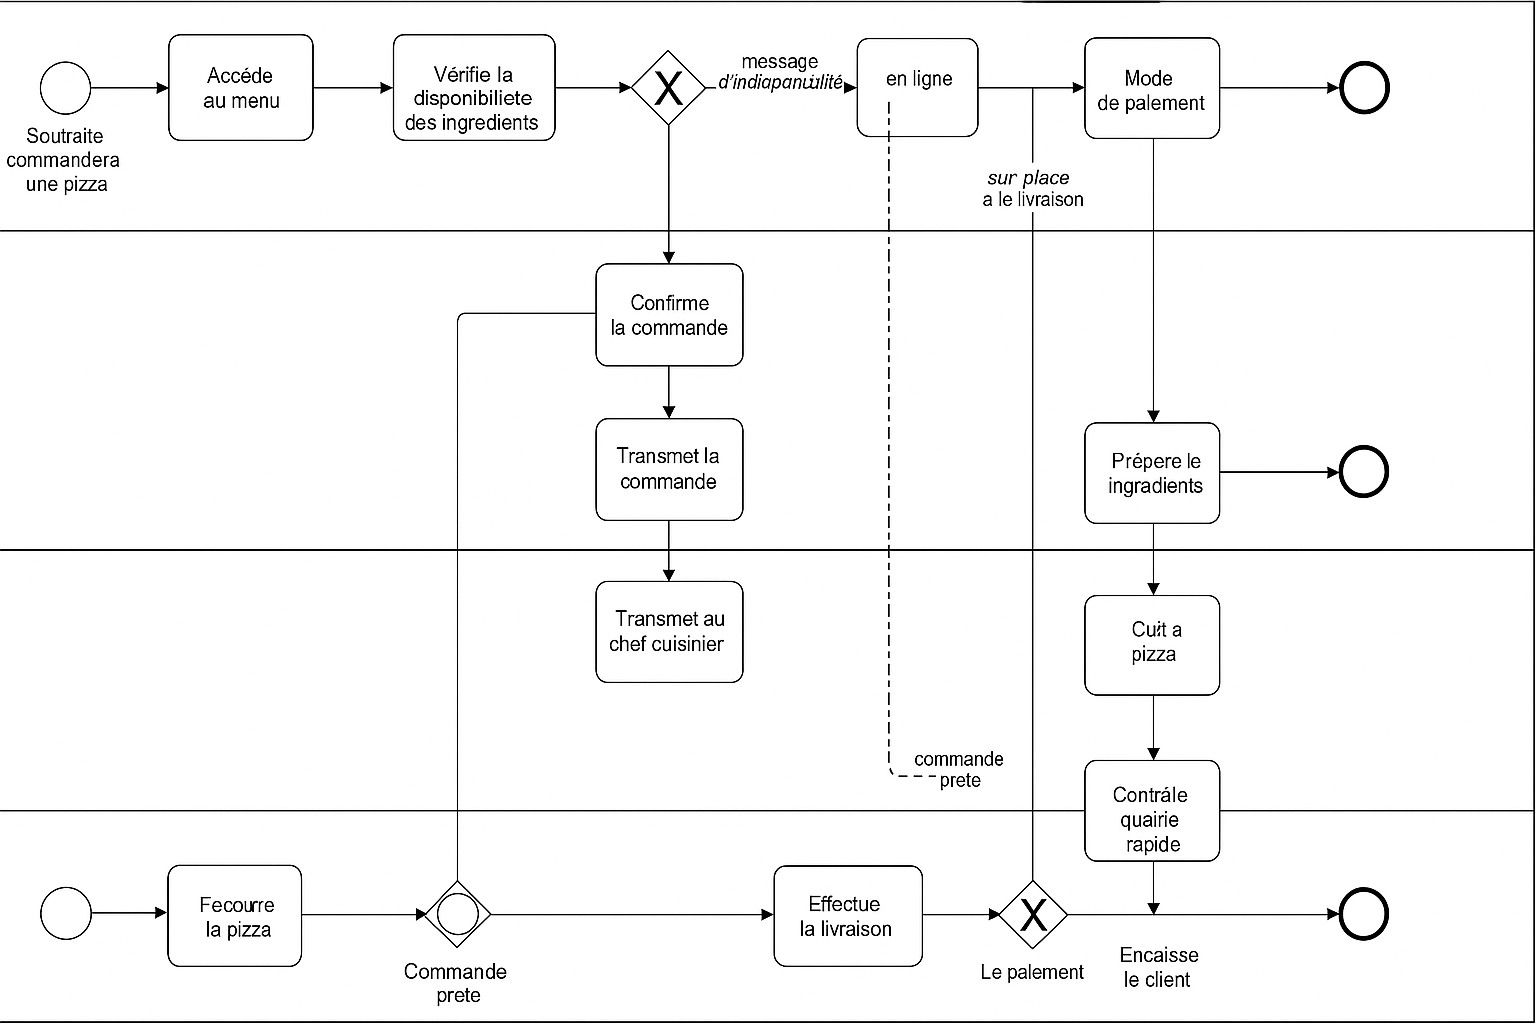 Soutraite
commandera
une pizza
Accéde
au menu
Vérifie la
disponibiliete
des ingredients
X
message
en ligne
sur place
a le livraison
Mode
de palement
Confirme
la commande
Transmet la
commande
Transmet au
chef cuisinier
Prépere le
ingradients
Cuit a
pizza
commande
prete
Contrále
quairie
rapide
Fecourre
la pizza
Commande
prete
Effectue
la livraison
X
Le palement
Encaisse
le client